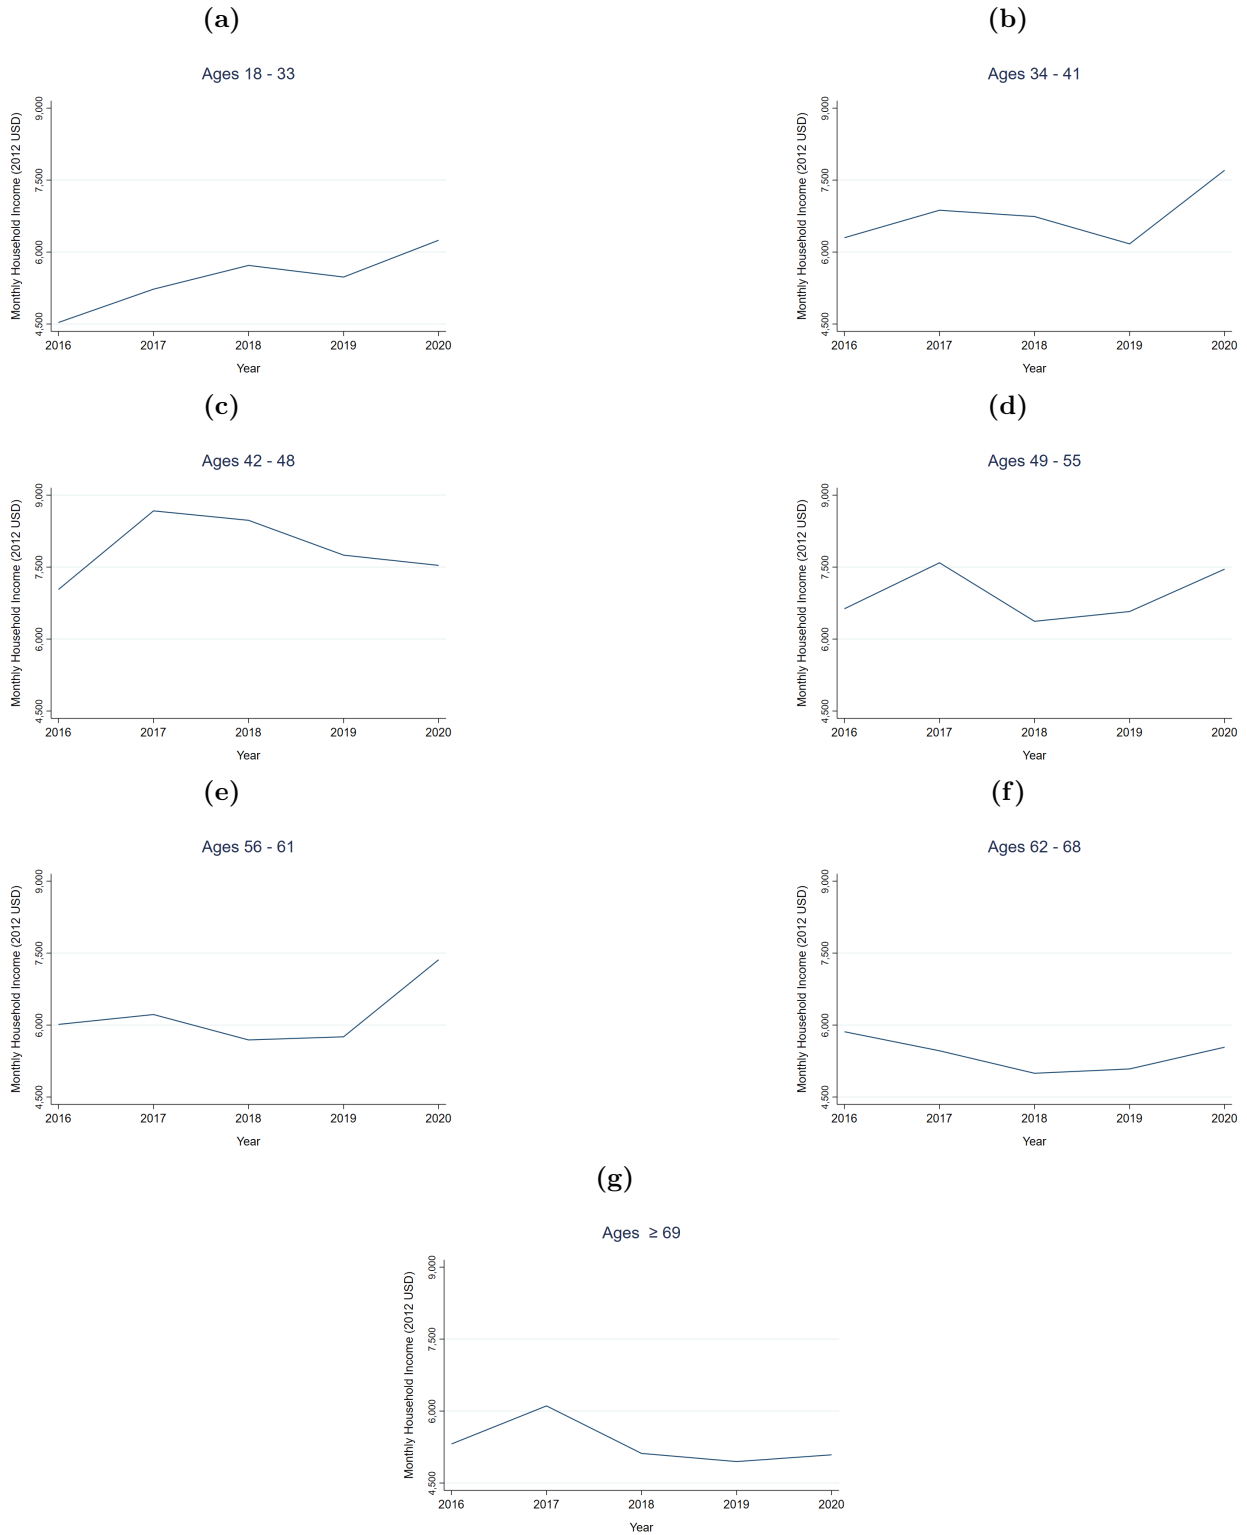 (a)
Ages 18 - 33
Monthly Household Income (2012 USD)
9,000
7,500
6,000
4,500
2016 2017 2018 2019 2020
Year
(b)
Ages 34 - 41
Monthly Household Income (2012 USD)
9,000
7,500
6,000
4,500
2016 2017 2018 2019 2020
Year
(c)
Ages 42 - 48
Monthly Household Income (2012 USD)
9,000
7,500
6,000
4,500
2016 2017 2018 2019 2020
Year
(d)
Ages 49 - 55
Monthly Household Income (2012 USD)
9,000
7,500
6,000
4,500
2016 2017 2018 2019 2020
Year
(e)
Ages 56 - 61
Monthly Household Income (2012 USD)
9,000
7,500
6,000
4,500
2016 2017 2018 2019 2020
Year
(f)
Ages 62 - 68
Monthly Household Income (2012 USD)
9,000
7,500
6,000
4,500
2016 2017 2018 2019 2020
Year
(g)
Ages ≥ 69
Monthly Household Income (2012 USD)
9,000
7,500
6,000
4,500
2016 2017 2018 2019 2020
Year